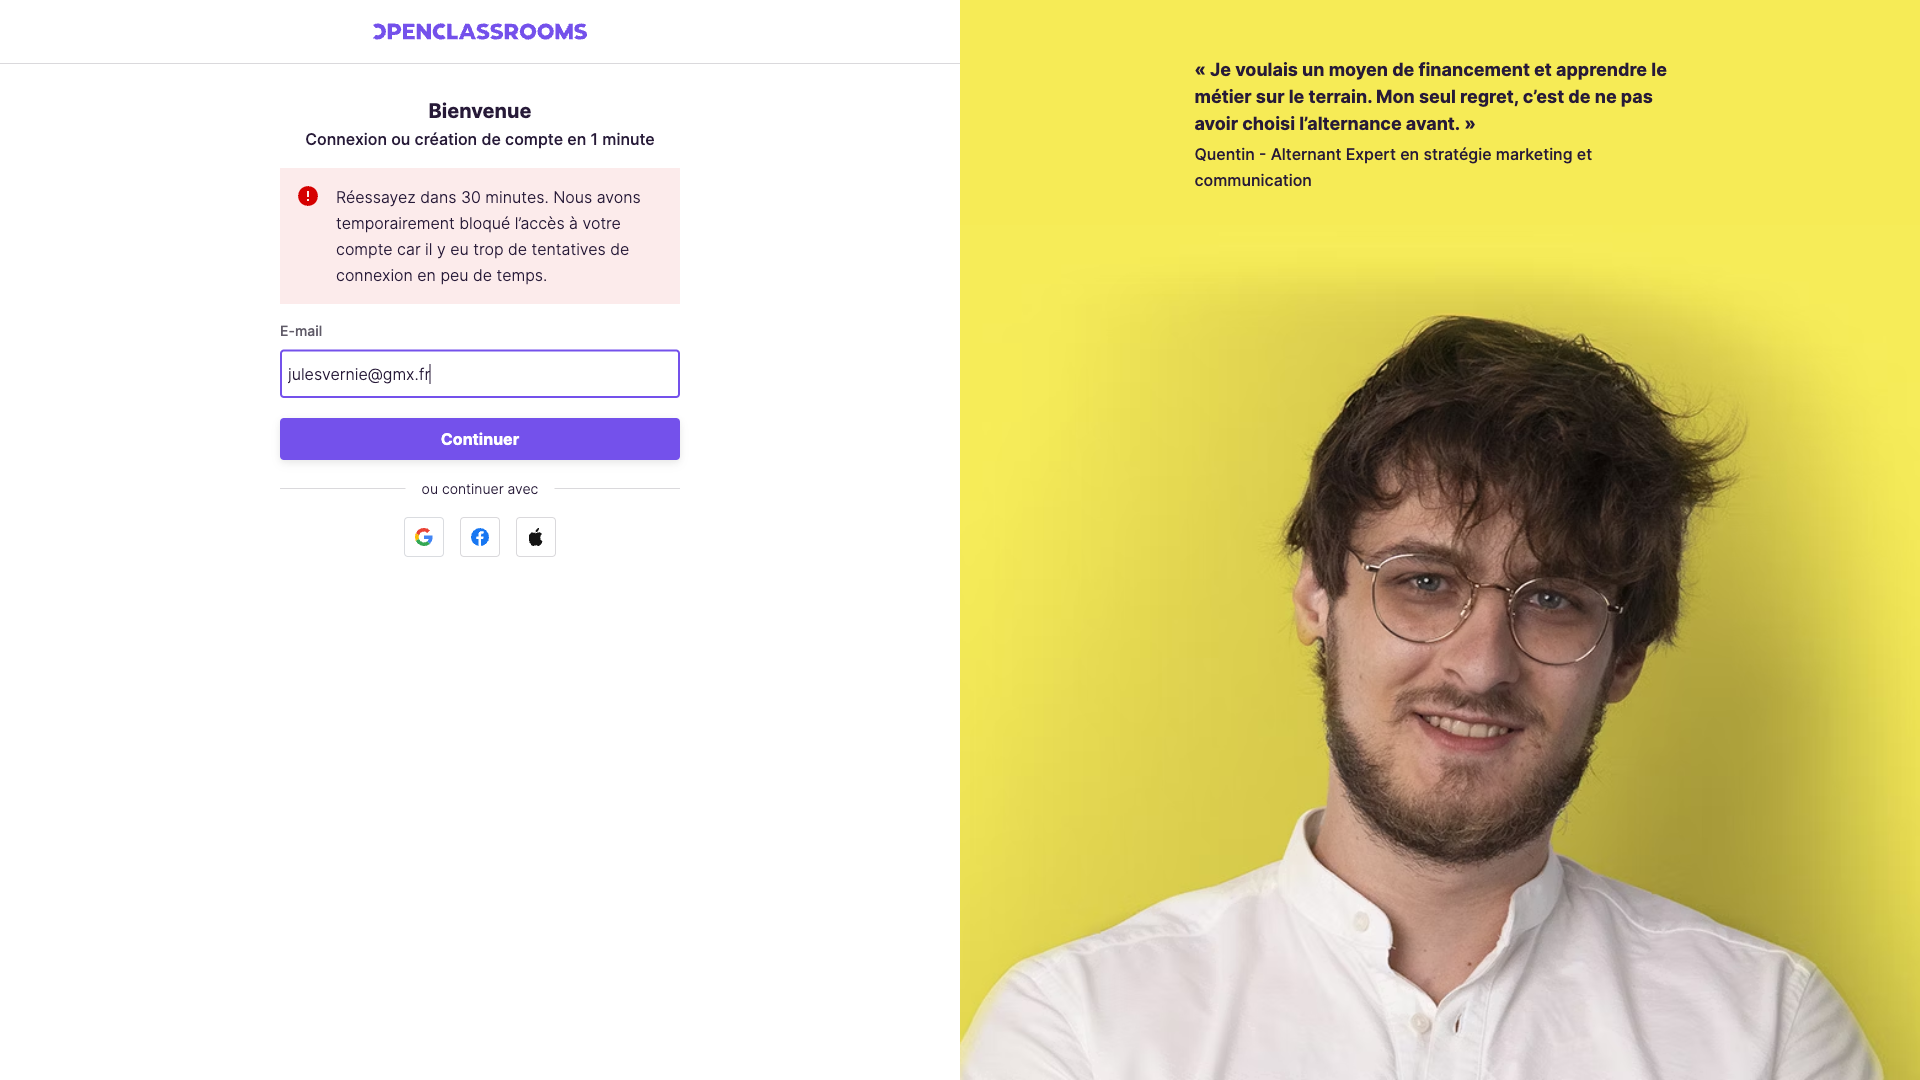 OPENCLASSROOMS
Bienvenue
Connexion ou création de compte en 1 minute
Réessayez dans 30 minutes. Nous avons
temporairement bloqué l’accès à votre
compte car il y eu trop de tentatives de
connexion en peu de temps.
E-mail
julesvernie@gmx.fr
Continuer
ou continuer avec
« Je voulais un moyen de financement et apprendre le
métier sur le terrain. Mon seul regret, c’est de ne pas
avoir choisi l’alternance avant. »
Quentin - Alternant Expert en stratégie marketing et
communication